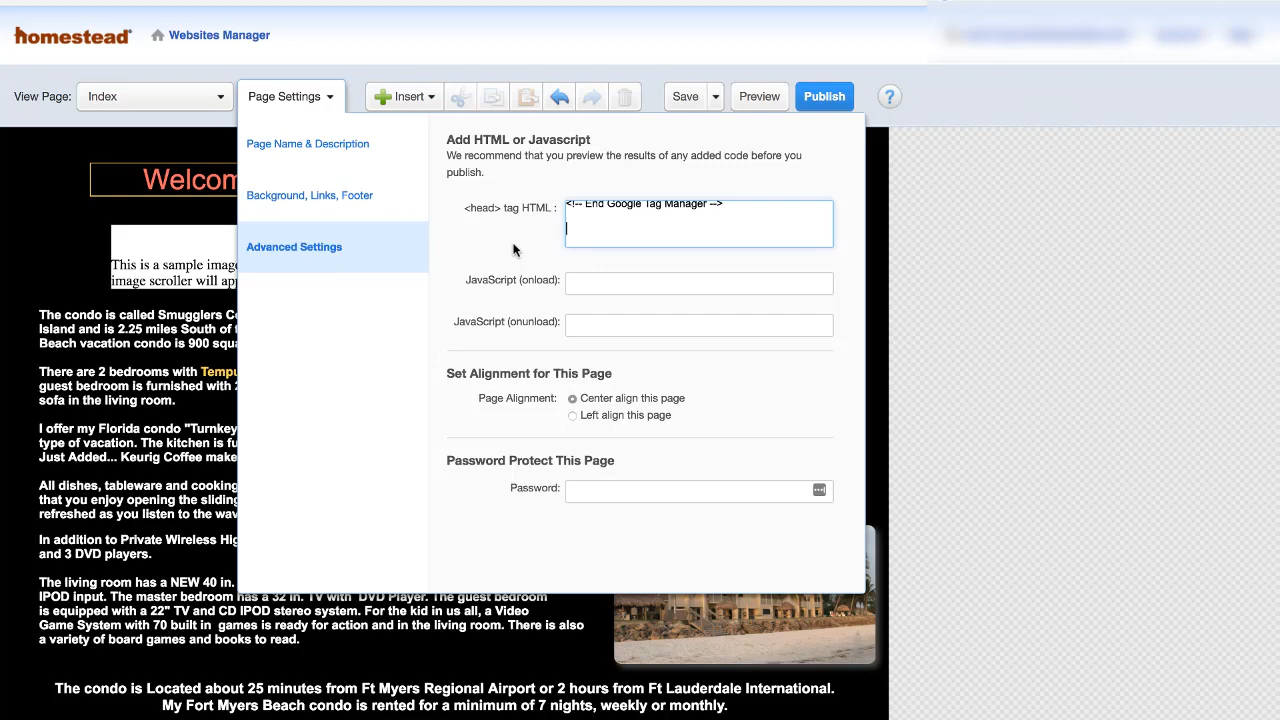 homestead
Websites Manager
View Page:
Index
Page Settings
Insert
Save
Preview
Publish
?
Page Name & Description
Background, Links, Footer
Advanced Settings
Add HTML or Javascript
We recommend that you preview the results of any added code before you
publish.
<head> tag HTML :
<!-- End Google Tag Manager -->
JavaScript (onload):
JavaScript (onunload):
Set Alignment for This Page
Page Alignment:
Center align this page
Left align this page
Password Protect This Page
Password:
Welcom
This is a sample imag
image scroller will ap
The condo is called Smugglers C
Island and is 2.25 miles South of
Beach vacation condo is 900 squa
There are 2 bedrooms with Tempu
guest bedroom is furnished with 2
sofa in the living room.
I offer my Florida condo "Turnkey
type of vacation. The kitchen is fu
Just Added... Keurig Coffee make
All dishes, tableware and cooking
that you enjoy opening the sliding
refreshed as you listen to the wav
In addition to Private Wireless Hig
and 3 DVD players.
The living room has a NEW 40 in.
IPOD input. The master bedroom has a 32 in. TV with DVD Player. The guest bedroom
is equipped with a 22" TV and CD IPOD stereo system. For the kid in us all, a Video
Game System with 70 built in games is ready for action and in the living room. There is also
a variety of board games and books to read.
The condo is Located about 25 minutes from Ft Myers Regional Airport or 2 hours from Ft Lauderdale International.
My Fort Myers Beach condo is rented for a minimum of 7 nights, weekly or monthly.